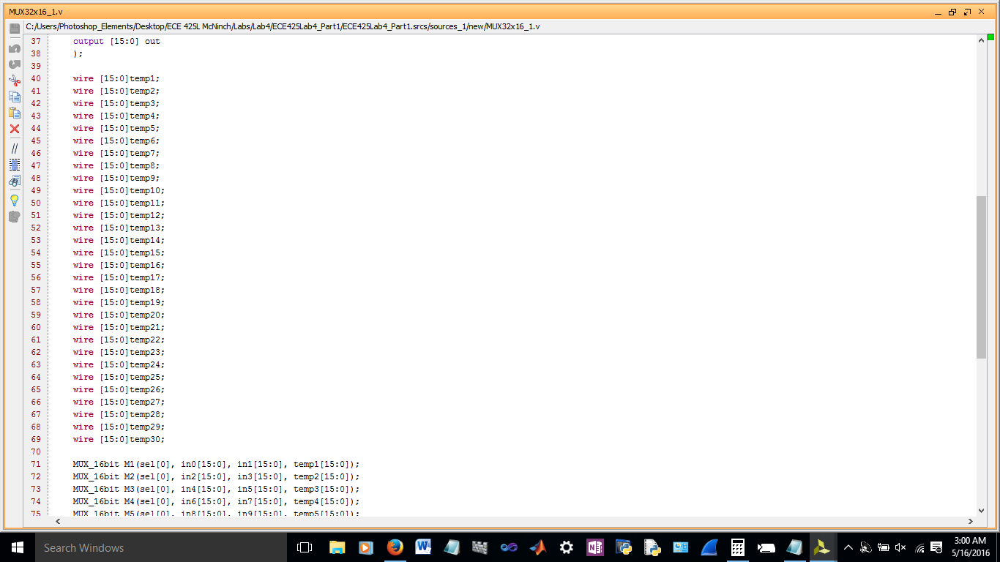 MUX32x16_1.v
C:/Users/Photoshop_Elements/Desktop/ECE 425L McNinch/Labs/Lab4/ECE425Lab4_Part1/ECE425Lab4_Part1.srcs/sources_1/new/MUX32x16_1.v
37 output [15:0] out
38 );
39
40 wire [15:0]temp1;
41 wire [15:0]temp2;
42 wire [15:0]temp3;
43 wire [15:0]temp4;
44 wire [15:0]temp5;
45 wire [15:0]temp6;
46 wire [15:0]temp7;
47 wire [15:0]temp8;
48 wire [15:0]temp9;
49 wire [15:0]temp10;
50 wire [15:0]temp11;
51 wire [15:0]temp12;
52 wire [15:0]temp13;
53 wire [15:0]temp14;
54 wire [15:0]temp15;
55 wire [15:0]temp16;
56 wire [15:0]temp17;
57 wire [15:0]temp18;
58 wire [15:0]temp19;
59 wire [15:0]temp20;
60 wire [15:0]temp21;
61 wire [15:0]temp22;
62 wire [15:0]temp23;
63 wire [15:0]temp24;
64 wire [15:0]temp25;
65 wire [15:0]temp26;
66 wire [15:0]temp27;
67 wire [15:0]temp28;
68 wire [15:0]temp29;
69 wire [15:0]temp30;
70
71 MUX_16bit M1(sel[0], in0[15:0], in1[15:0], temp1[15:0]);
72 MUX_16bit M2(sel[0], in2[15:0], in3[15:0], temp2[15:0]);
73 MUX_16bit M3(sel[0], in4[15:0], in5[15:0], temp3[15:0]);
74 MUX_16bit M4(sel[0], in6[15:0], in7[15:0], temp4[15:0]);
75 MUX_16bit M5(sel[0], in8[15:0], in9[15:0], temp5[15:0]);
Search Windows
3:00 AM
5/16/2016